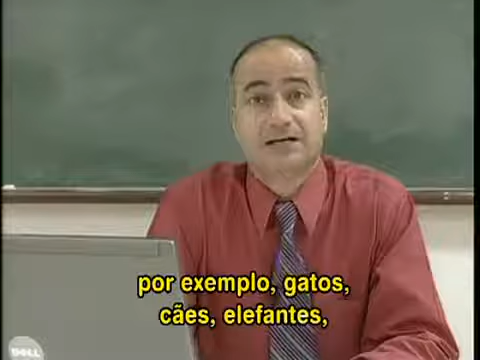 por exemplo, gatos,
cães, elefantes,
DELL